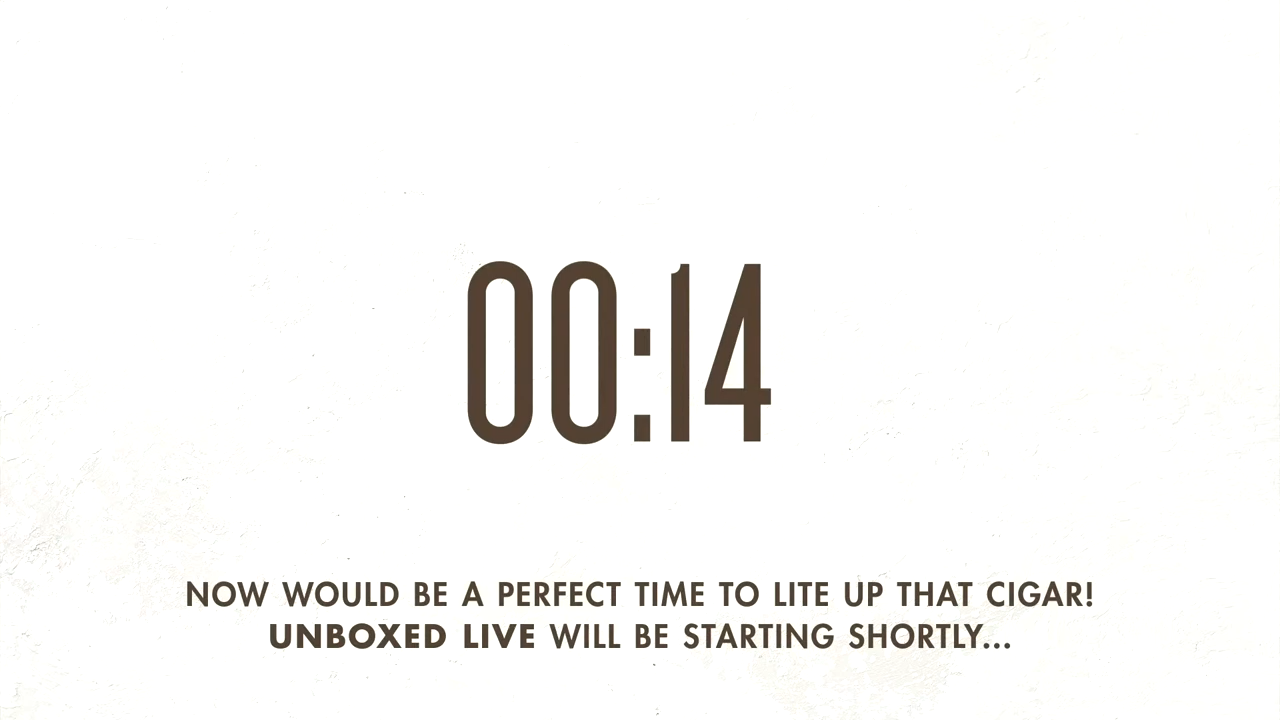 00:14
NOW WOULD BE A PERFECT TIME TO LITE UP THAT CIGAR!
UNBOXED LIVE WILL BE STARTING SHORTLY...